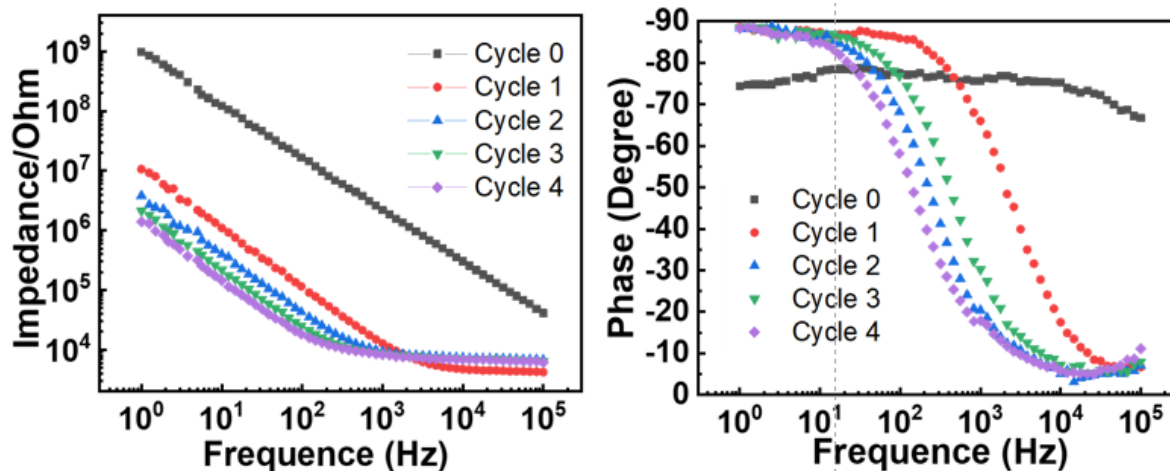 Impedance/Ohm
10⁹
10⁸
10⁷
10⁶
10⁵
10⁴
Cycle 0
Cycle 1
Cycle 2
Cycle 3
Cycle 4
10⁰ 10¹ 10² 10³ 10⁴ 10⁵
Frequence (Hz)
Phase (Degree)
-90
-80
-70
-60
-50
-40
-30
-20
-10
0
Cycle 0
Cycle 1
Cycle 2
Cycle 3
Cycle 4
10⁰ 10¹ 10² 10³ 10⁴ 10⁵
Frequence (Hz)